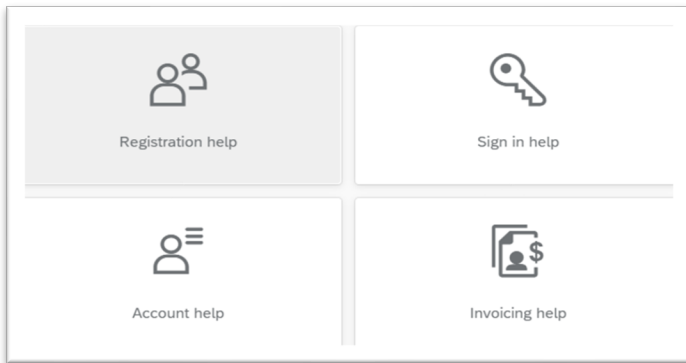 Registration help
Sign in help
Account help
Invoicing help